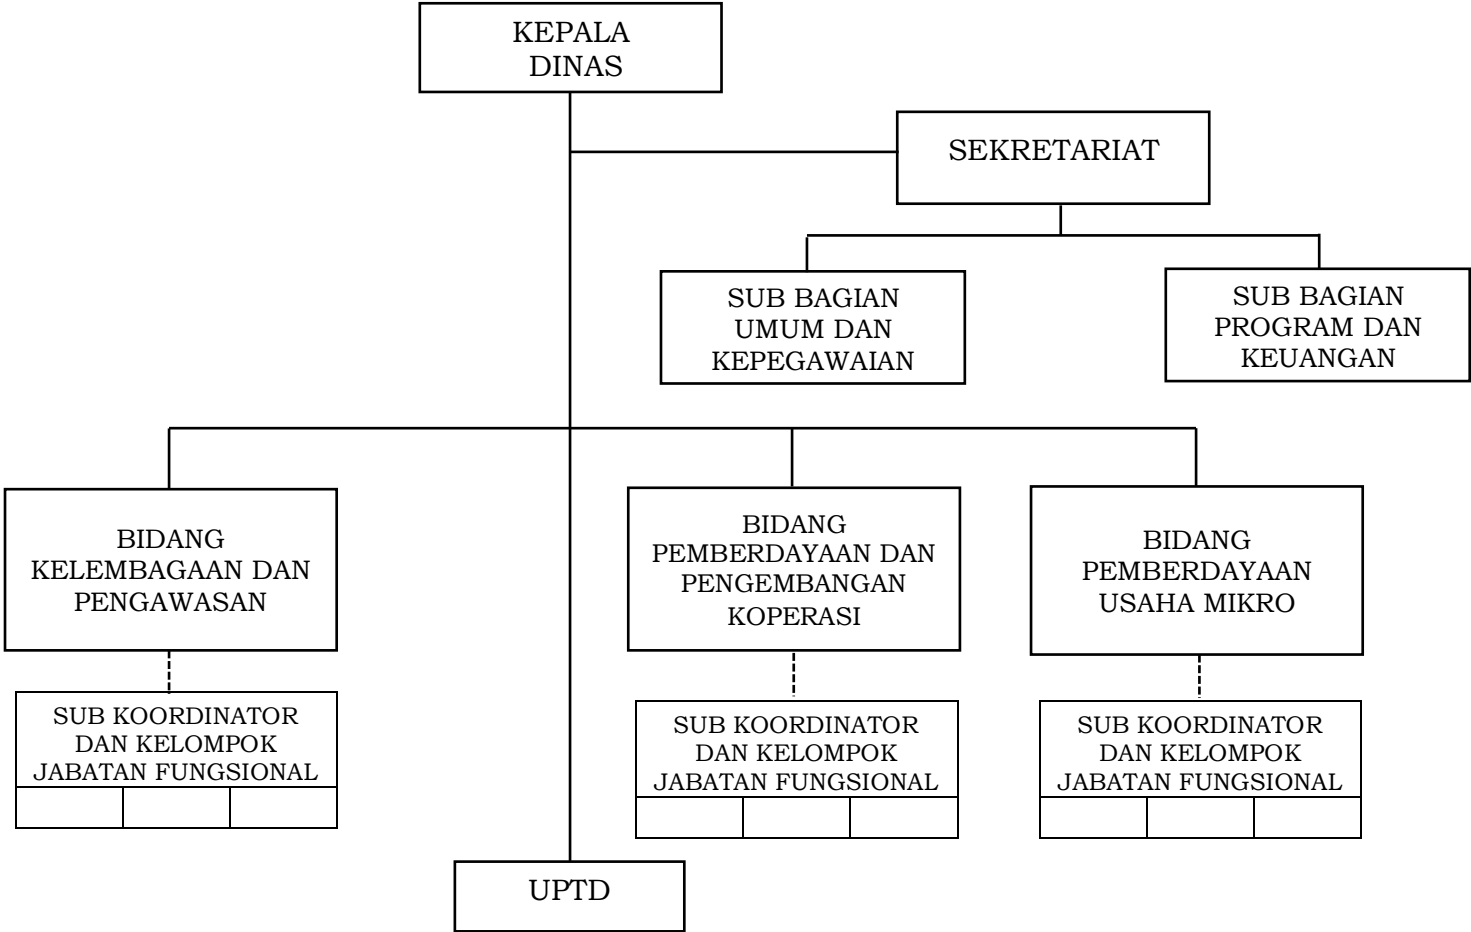 KEPALA
DINAS
SEKRETARIAT
SUB BAGIAN
UMUM DAN
KEPEGAWAIAN
SUB BAGIAN
PROGRAM DAN
KEUANGAN
BIDANG
KELEMBAGAAN DAN
PENGAWASAN
BIDANG
PEMBERDAYAAN DAN
PENGEMBANGAN
KOPERASI
BIDANG
PEMBERDAYAAN
USAHA MIKRO
SUB KOORDINATOR
DAN KELOMPOK
JABATAN FUNGSIONAL
SUB KOORDINATOR
DAN KELOMPOK
JABATAN FUNGSIONAL
SUB KOORDINATOR
DAN KELOMPOK
JABATAN FUNGSIONAL
UPTD